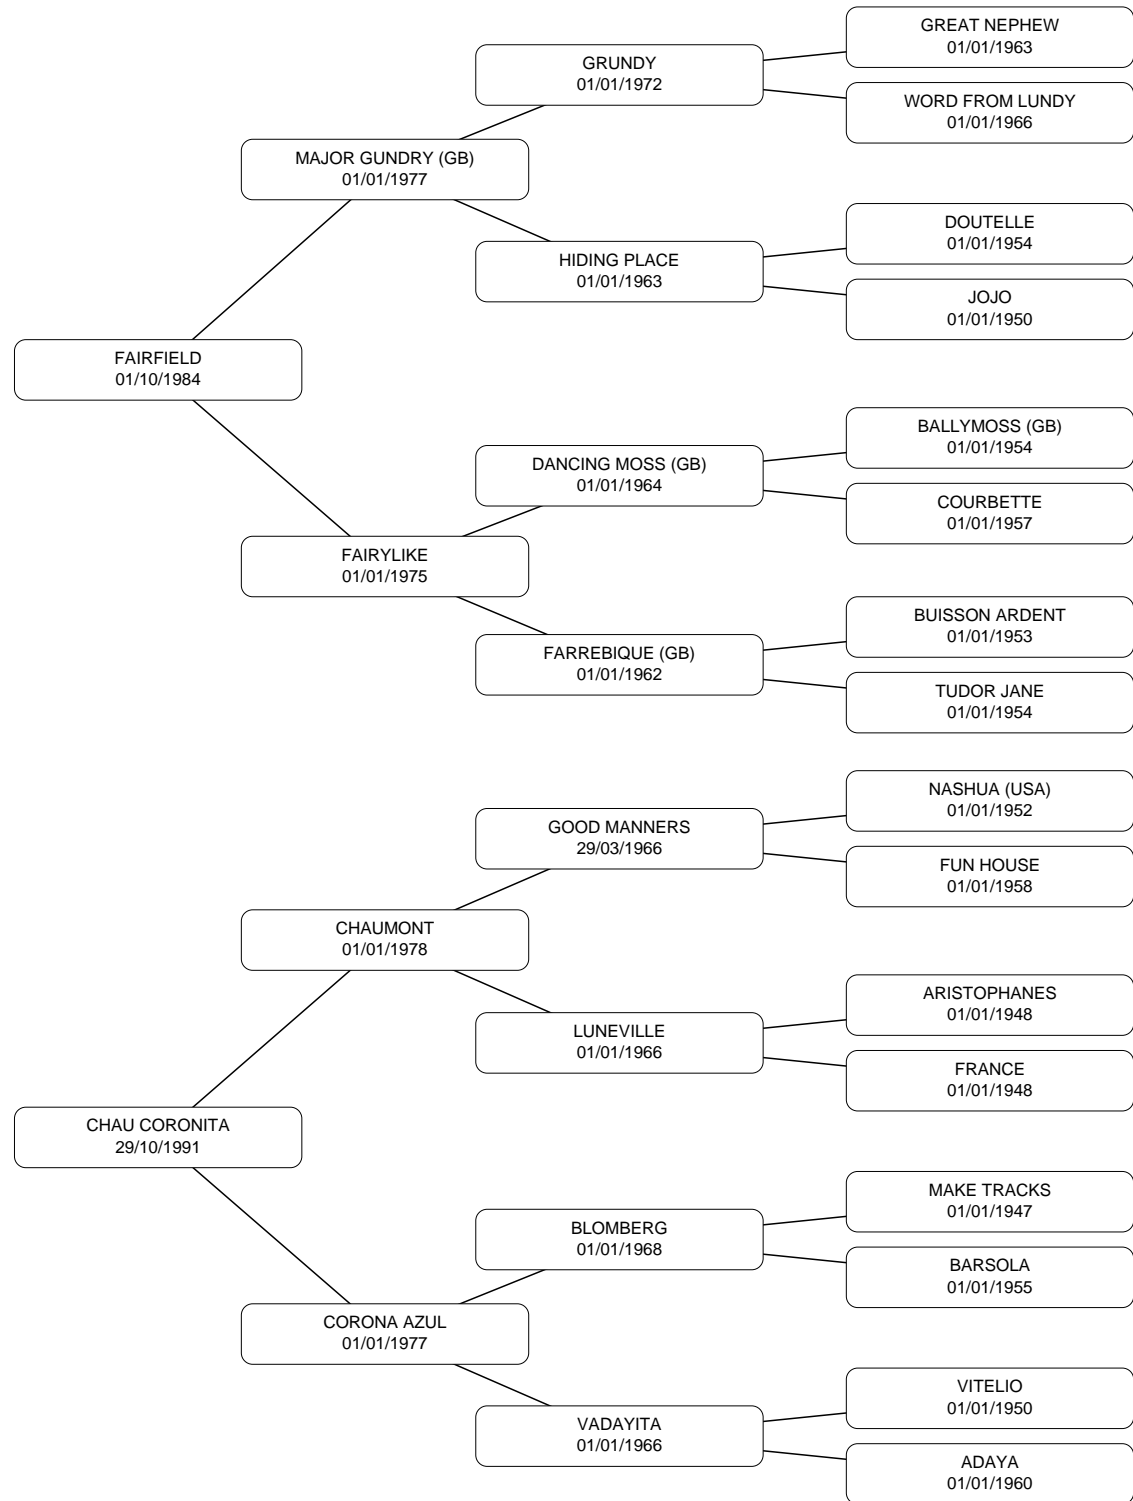 GREAT NEPHEW
01/01/1963
GRUNDY
01/01/1972
WORD FROM LUNDY
01/01/1966
MAJOR GUNDRY (GB)
01/01/1977
DOUTELLE
01/01/1954
HIDING PLACE
01/01/1963
JOJO
01/01/1950
FAIRFIELD
01/10/1984
BALLYMOSS (GB)
01/01/1954
DANCING MOSS (GB)
01/01/1964
COURBETTE
01/01/1957
FAIRYLIKE
01/01/1975
BUISSON ARDENT
01/01/1953
FARREBIQUE (GB)
01/01/1962
TUDOR JANE
01/01/1954
NASHUA (USA)
01/01/1952
GOOD MANNERS
29/03/1966
FUN HOUSE
01/01/1958
CHAUMONT
01/01/1978
ARISTOPHANES
01/01/1948
LUNEVILLE
01/01/1966
FRANCE
01/01/1948
CHAU CORONITA
29/10/1991
MAKE TRACKS
01/01/1947
BLOMBERG
01/01/1968
BARSOLA
01/01/1955
CORONA AZUL
01/01/1977
VITELIO
01/01/1950
VADAYITA
01/01/1966
ADAYA
01/01/1960